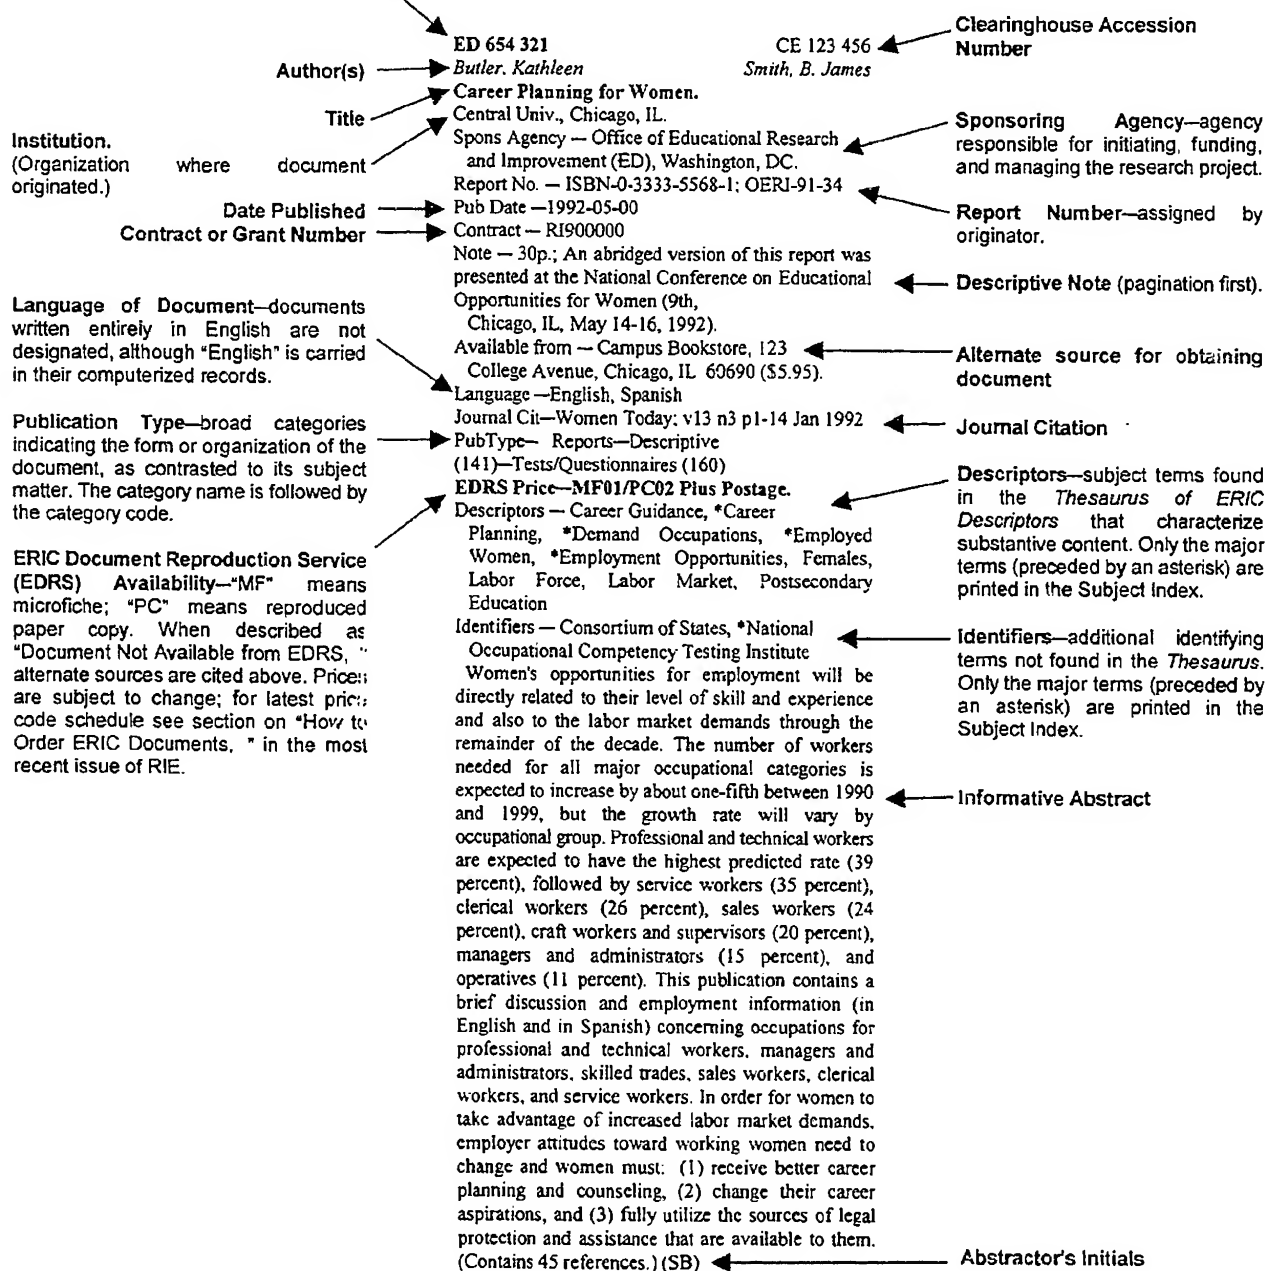 ED 654 321
CE 123 456
Clearinghouse Accession
Number
Author(s)
Butler, Kathleen
Smith, B. James
Title
Career Planning for Women.
Institution.
(Organization where document
originated.)
Central Univ., Chicago, IL.
Spons Agency — Office of Educational Research
and Improvement (ED), Washington, DC.
Sponsoring Agency—agency
responsible for initiating, funding,
and managing the research project.
Report No. — ISBN-0-3333-5568-1; OERI-91-34
Report Number—assigned by
originator.
Date Published
Pub Date —1992-05-00
Contract or Grant Number
Contract — RI900000
Note — 30p.; An abridged version of this report was
presented at the National Conference on Educational
Opportunities for Women (9th,
Chicago, IL, May 14-16, 1992).
Descriptive Note (pagination first).
Available from — Campus Bookstore, 123
College Avenue, Chicago, IL 60690 ($5.95).
Alternate source for obtaining
document
Language of Document—documents
written entirely in English are not
designated, although "English" is carried
in their computerized records.
Language —English, Spanish
Journal Cit—Women Today; v13 n3 p1-14 Jan 1992
Journal Citation
Publication Type—broad categories
indicating the form or organization of the
document, as contrasted to its subject
matter. The category name is followed by
the category code.
PubType— Reports—Descriptive
(141)—Tests/Questionnaires (160)
ERIC Document Reproduction Service
(EDRS) Availability—"MF" means
microfiche; "PC" means reproduced
paper copy. When described as
"Document Not Available from EDRS, "
alternate sources are cited above. Prices
are subject to change; for latest price
code schedule see section on "How to
Order ERIC Documents, " in the most
recent issue of RIE.
EDRS Price—MF01/PC02 Plus Postage.
Descriptors — Career Guidance, *Career
Planning, *Demand Occupations, *Employed
Women, *Employment Opportunities, Females,
Labor Force, Labor Market, Postsecondary
Education
Descriptors—subject terms found
in the Thesaurus of ERIC
Descriptors that characterize
substantive content. Only the major
terms (preceded by an asterisk) are
printed in the Subject Index.
Identifiers — Consortium of States, *National
Occupational Competency Testing Institute
Identifiers—additional identifying
terms not found in the Thesaurus.
Only the major terms (preceded by
an asterisk) are printed in the
Subject Index.
Women's opportunities for employment will be
directly related to their level of skill and experience
and also to the labor market demands through the
remainder of the decade. The number of workers
needed for all major occupational categories is
expected to increase by about one-fifth between 1990
and 1999, but the growth rate will vary by
occupational group. Professional and technical workers
are expected to have the highest predicted rate (39
percent), followed by service workers (35 percent),
clerical workers (26 percent), sales workers (24
percent), craft workers and supervisors (20 percent),
managers and administrators (15 percent), and
operatives (11 percent). This publication contains a
brief discussion and employment information (in
English and in Spanish) concerning occupations for
professional and technical workers, managers and
administrators, skilled trades, sales workers, clerical
workers, and service workers. In order for women to
take advantage of increased labor market demands,
employer attitudes toward working women need to
change and women must: (1) receive better career
planning and counseling, (2) change their career
aspirations, and (3) fully utilize the sources of legal
protection and assistance that are available to them.
(Contains 45 references.) (SB)
Informative Abstract
Abstractor's Initials